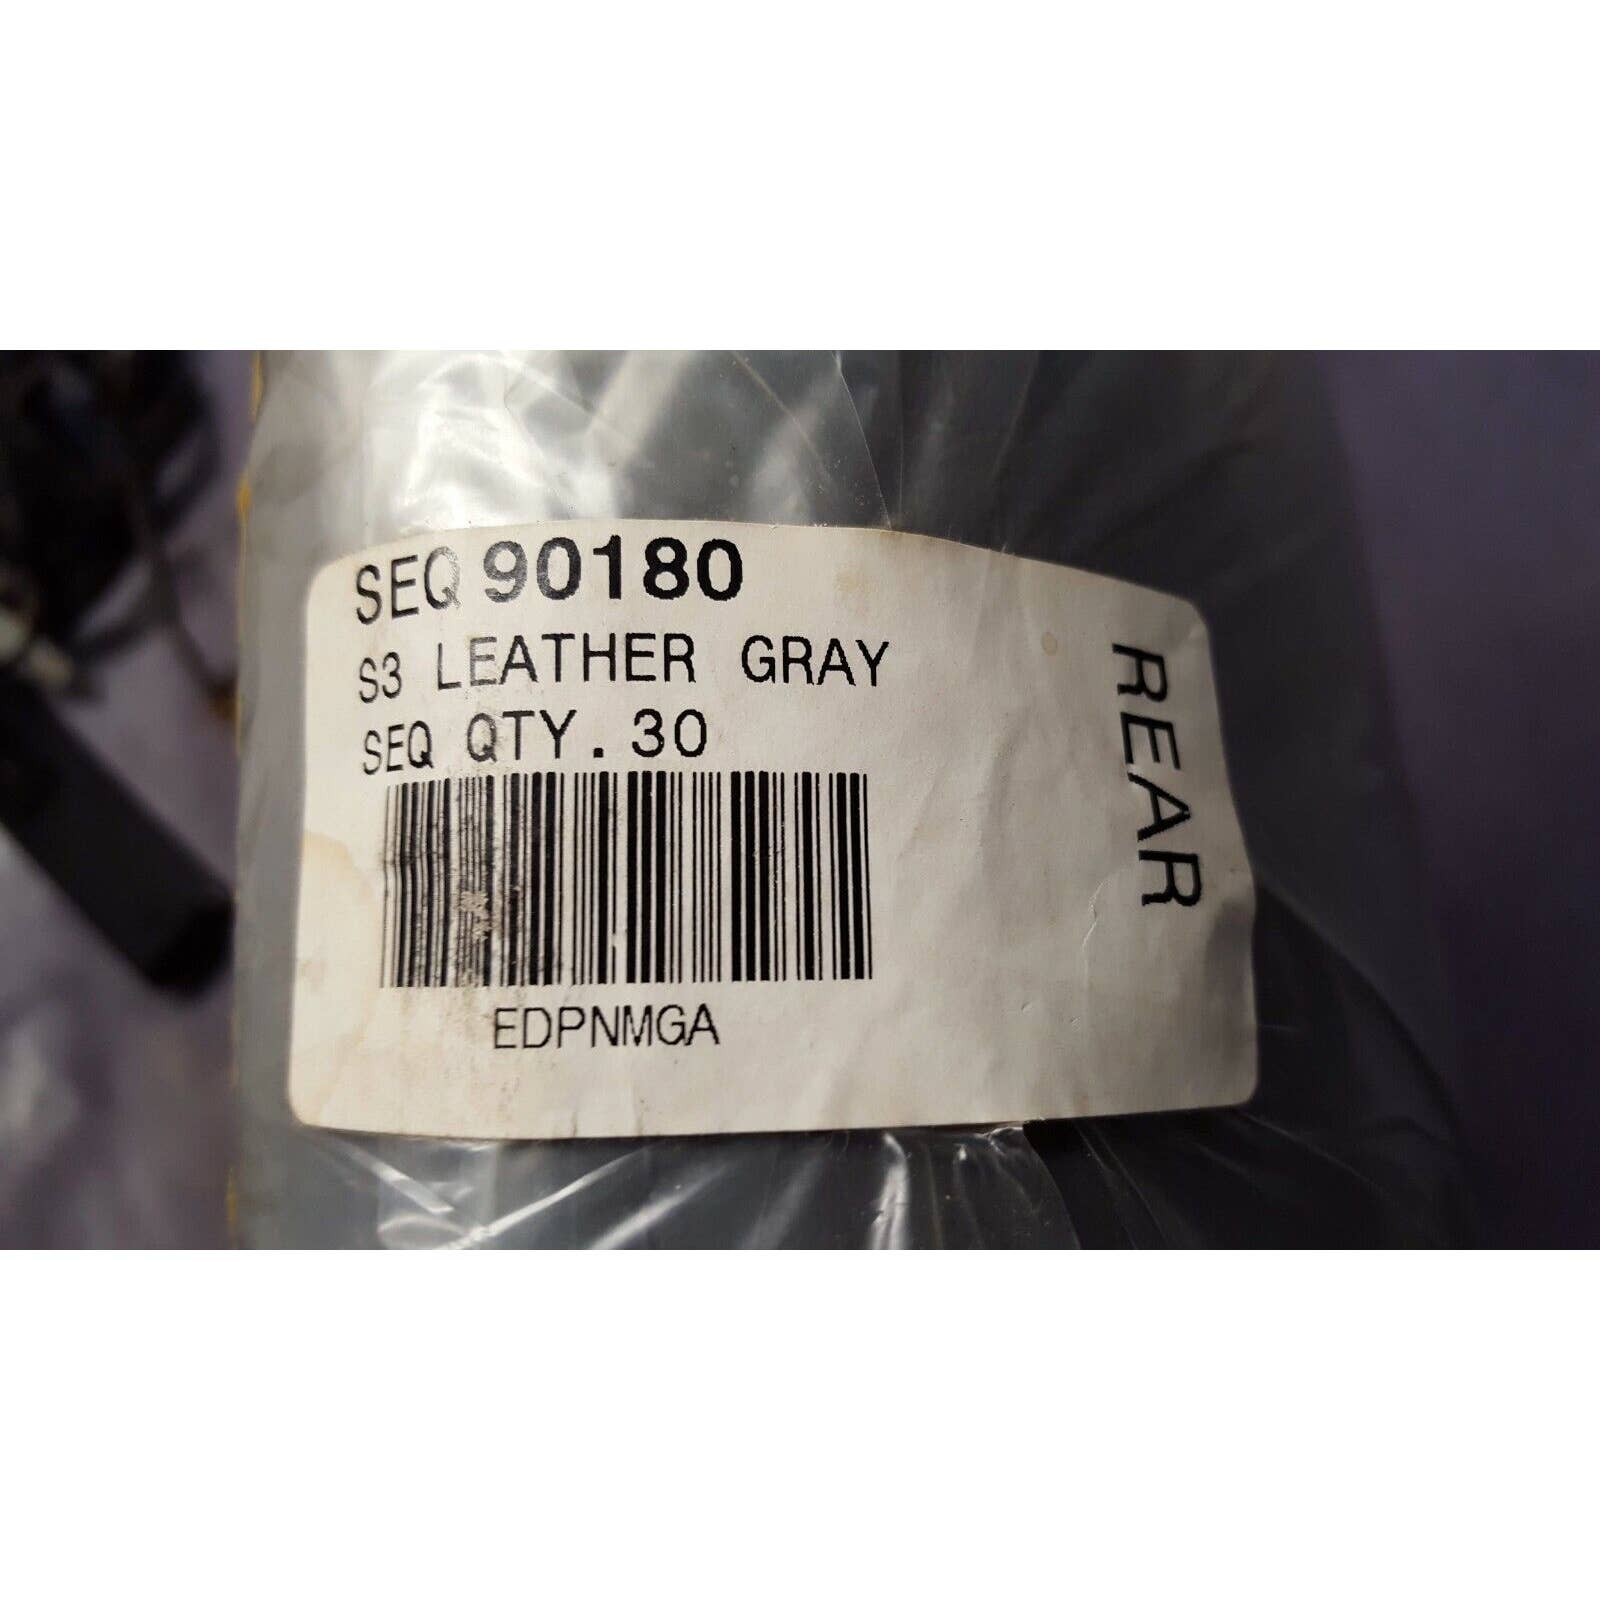 SEQ 90180
S3 LEATHER GRAY
SEQ QTY. 30
EDPNMGA
REAR